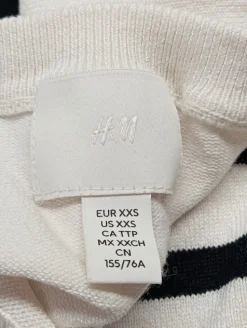 H&M
EUR XXS
US XXS
CA TTP
MX XXCH
CN
155/76A